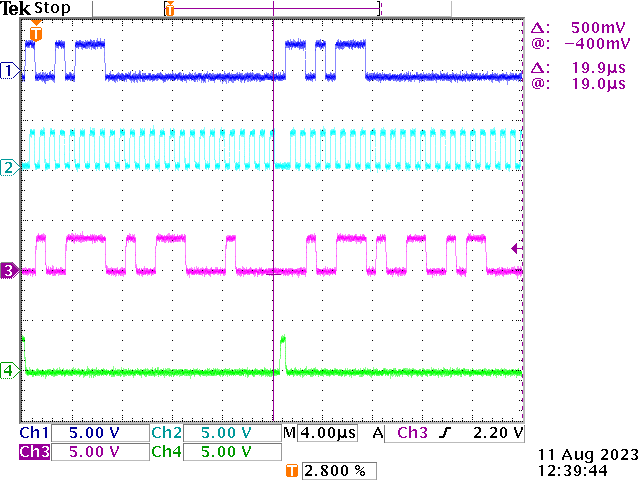 Tek Stop
T
T
Δ: 500mV
@: −400mV
Δ: 19.9µs
@: 19.0µs
1
2
3
4
Ch1 5.00 V Ch2 5.00 V M 4.00µs A Ch3 ʃ 2.20 V
Ch3 5.00 V Ch4 5.00 V
T 2.800 %
11 Aug 2023
12:39:44